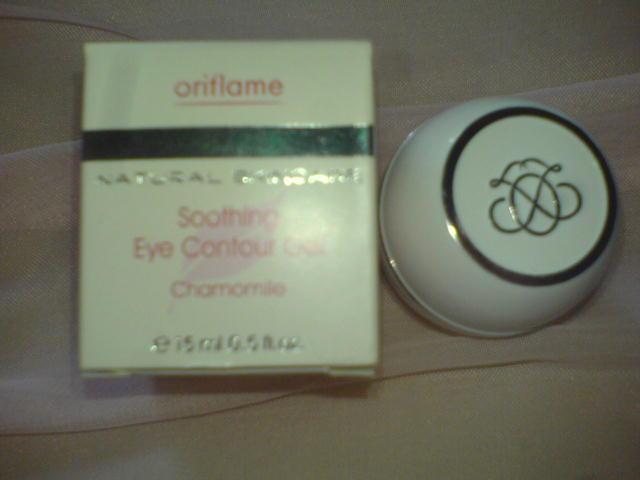 oriflame
NATURAL SKINCARE
Soothing
Eye Contour Gel
Chamomile
℮ 15 ml 0.5 fl.oz.